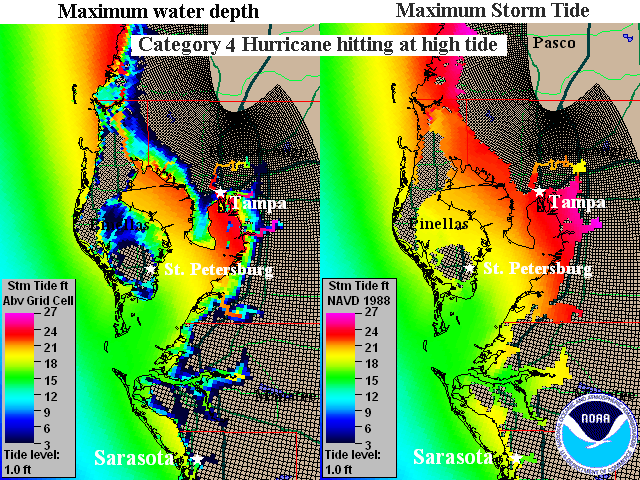 Maximum water depth
Maximum Storm Tide
Category 4 Hurricane hitting at high tide
Pasco
Tampa
Tampa
Pinellas
St. Petersburg
St. Petersburg
Stm Tide ft
Abv Grid Cell
27
24
21
18
15
12
9
6
3
Tide level:
1.0 ft
Stm Tide ft
NAVD 1988
27
24
21
18
15
12
9
6
3
Tide level:
1.0 ft
Sarasota
Sarasota
NOAA